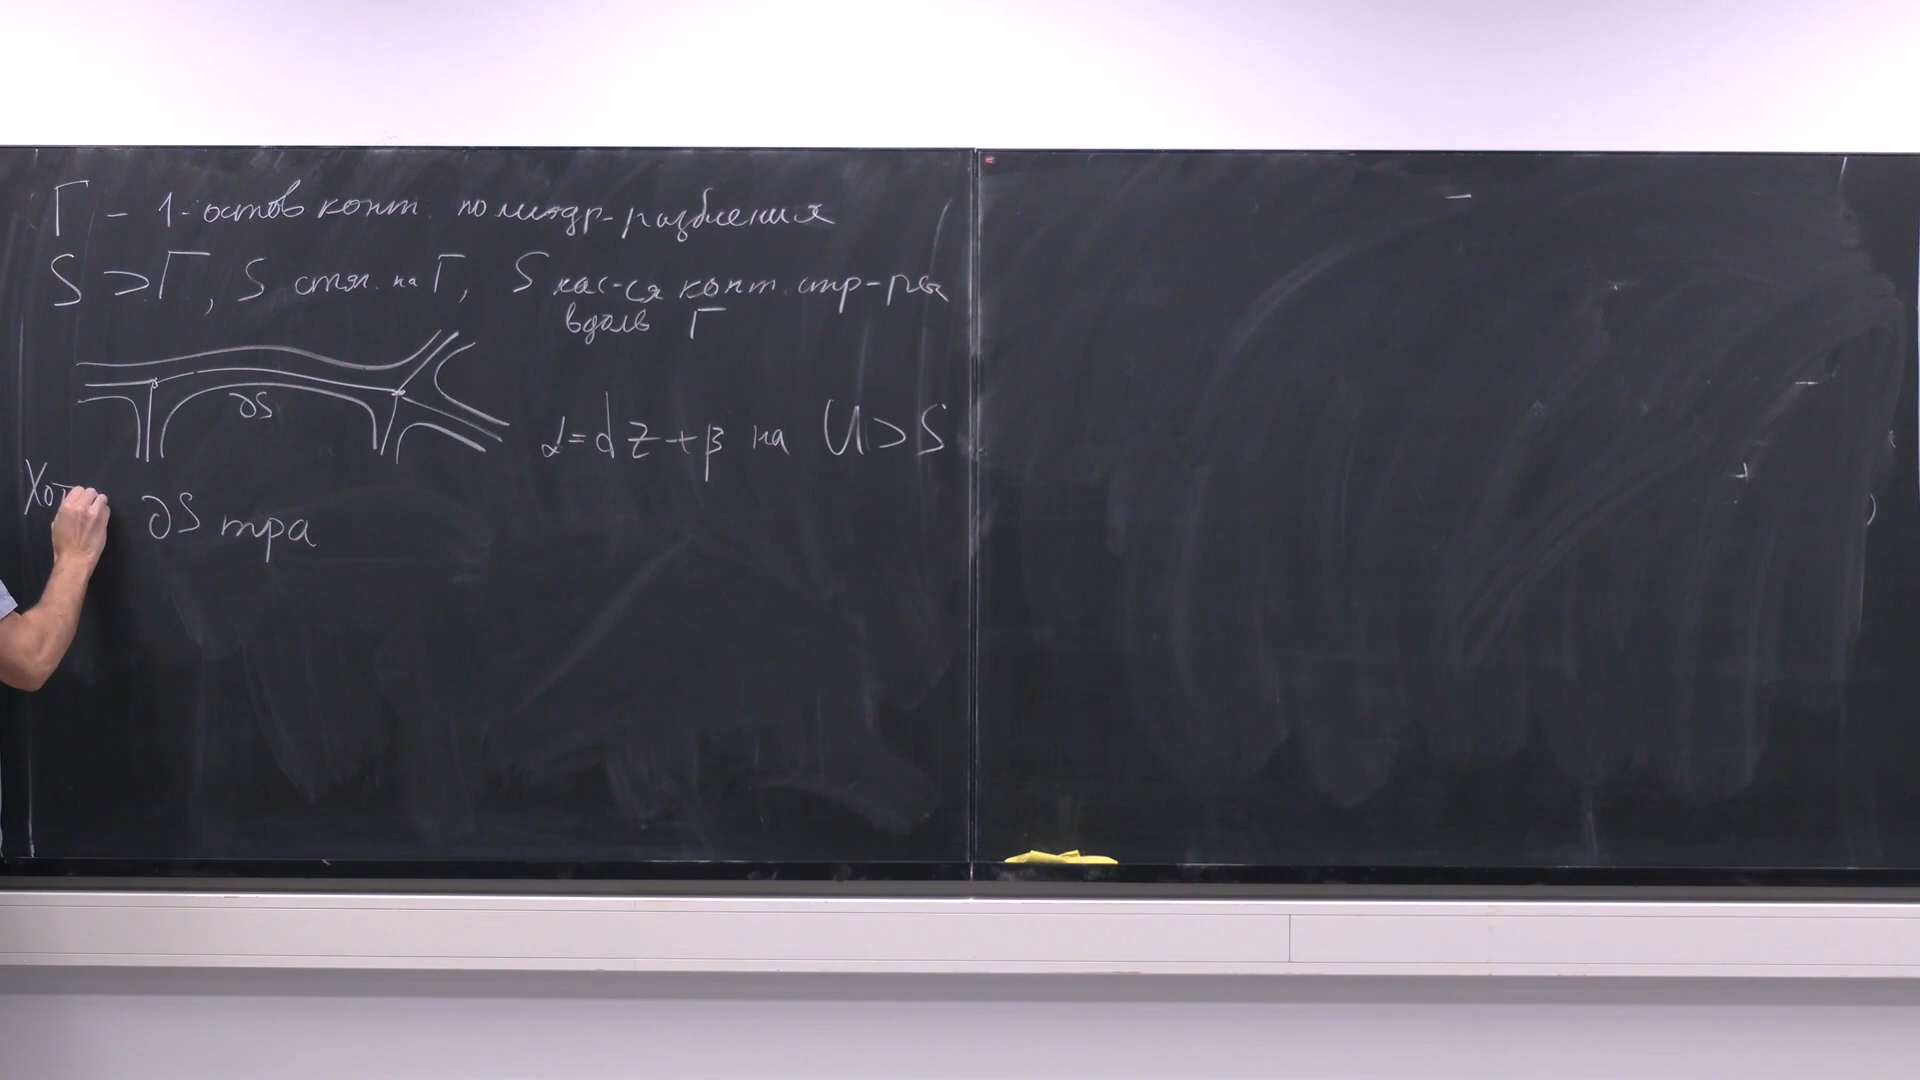 Γ – 1-остов конт. полиэдр-разбиения
S ⊃ Γ, S стяг. на Γ, S кас-ся конт. стр-ры
вдоль Γ
∂S
α = dz + β на U ⊃ S
Хот
∂S тра